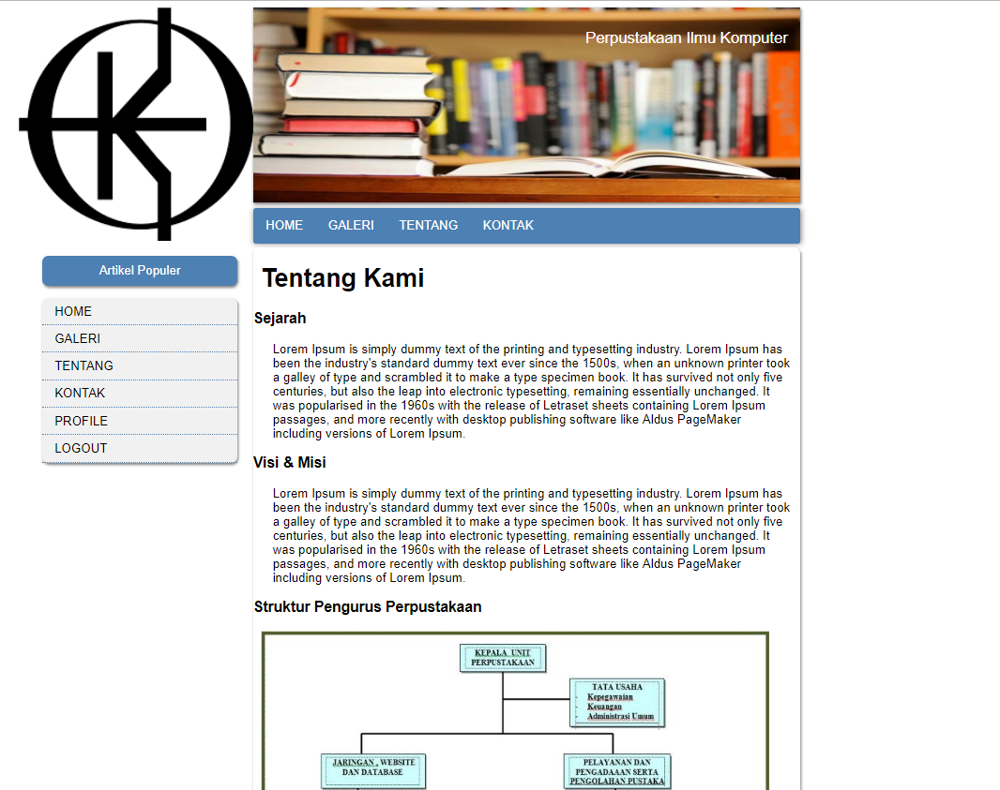 Perpustakaan Ilmu Komputer
HOME GALERI TENTANG KONTAK
Artikel Populer
HOME
GALERI
TENTANG
KONTAK
PROFILE
LOGOUT
Tentang Kami
Sejarah
Lorem Ipsum is simply dummy text of the printing and typesetting industry. Lorem Ipsum has
been the industry's standard dummy text ever since the 1500s, when an unknown printer took
a galley of type and scrambled it to make a type specimen book. It has survived not only five
centuries, but also the leap into electronic typesetting, remaining essentially unchanged. It
was popularised in the 1960s with the release of Letraset sheets containing Lorem Ipsum
passages, and more recently with desktop publishing software like Aldus PageMaker
including versions of Lorem Ipsum.
Visi & Misi
Lorem Ipsum is simply dummy text of the printing and typesetting industry. Lorem Ipsum has
been the industry's standard dummy text ever since the 1500s, when an unknown printer took
a galley of type and scrambled it to make a type specimen book. It has survived not only five
centuries, but also the leap into electronic typesetting, remaining essentially unchanged. It
was popularised in the 1960s with the release of Letraset sheets containing Lorem Ipsum
passages, and more recently with desktop publishing software like Aldus PageMaker
including versions of Lorem Ipsum.
Struktur Pengurus Perpustakaan
KEPALA UNIT
PERPUSTAKAAN
TATA USAHA
- Kepegawaian
- Keuangan
- Administrasi Umum
JARINGAN , WEBSITE
DAN DATABASE
PELAYANAN DAN
PENGADAAAN SERTA
PENGOLAHAN PUSTAKA